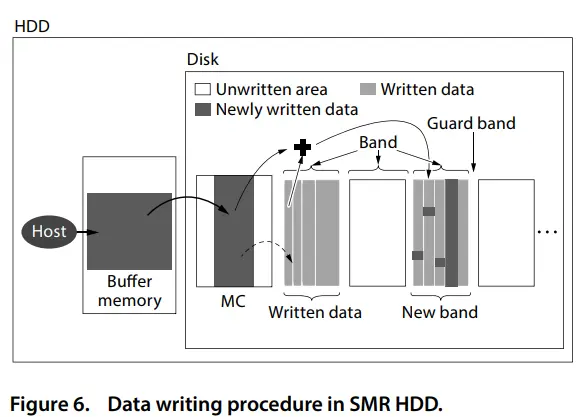 HDD
Disk
Unwritten area
Written data
Newly written data
Guard band
Band
Host
Buffer
memory
MC
Written data
New band
...
Figure 6. Data writing procedure in SMR HDD.